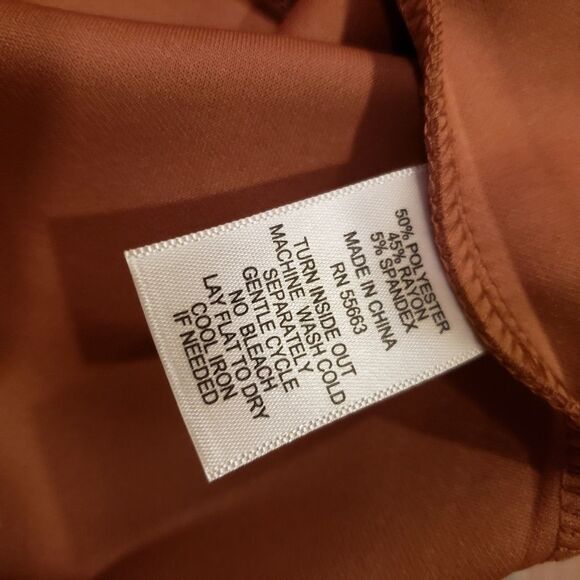 50% POLYESTER
45% RAYON
5% SPANDEX
MADE IN CHINA
RN 55663
TURN INSIDE OUT
MACHINE WASH COLD
SEPARATELY
GENTLE CYCLE
NO BLEACH
LAY FLAT TO DRY
COOL IRON
IF NEEDED